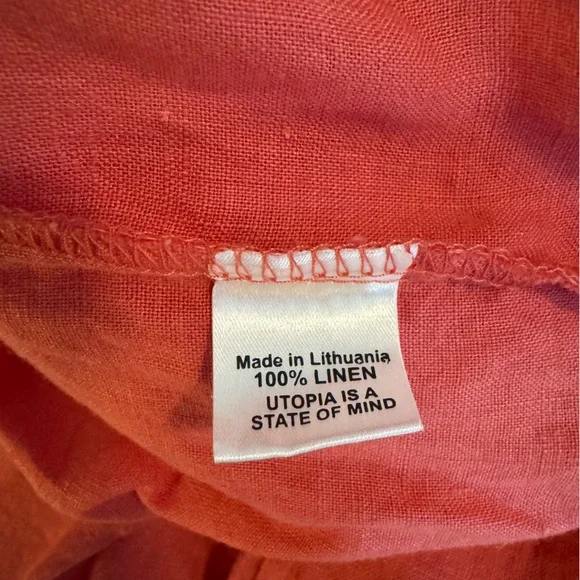 Made in Lithuania
100% LINEN
UTOPIA IS A
STATE OF MIND